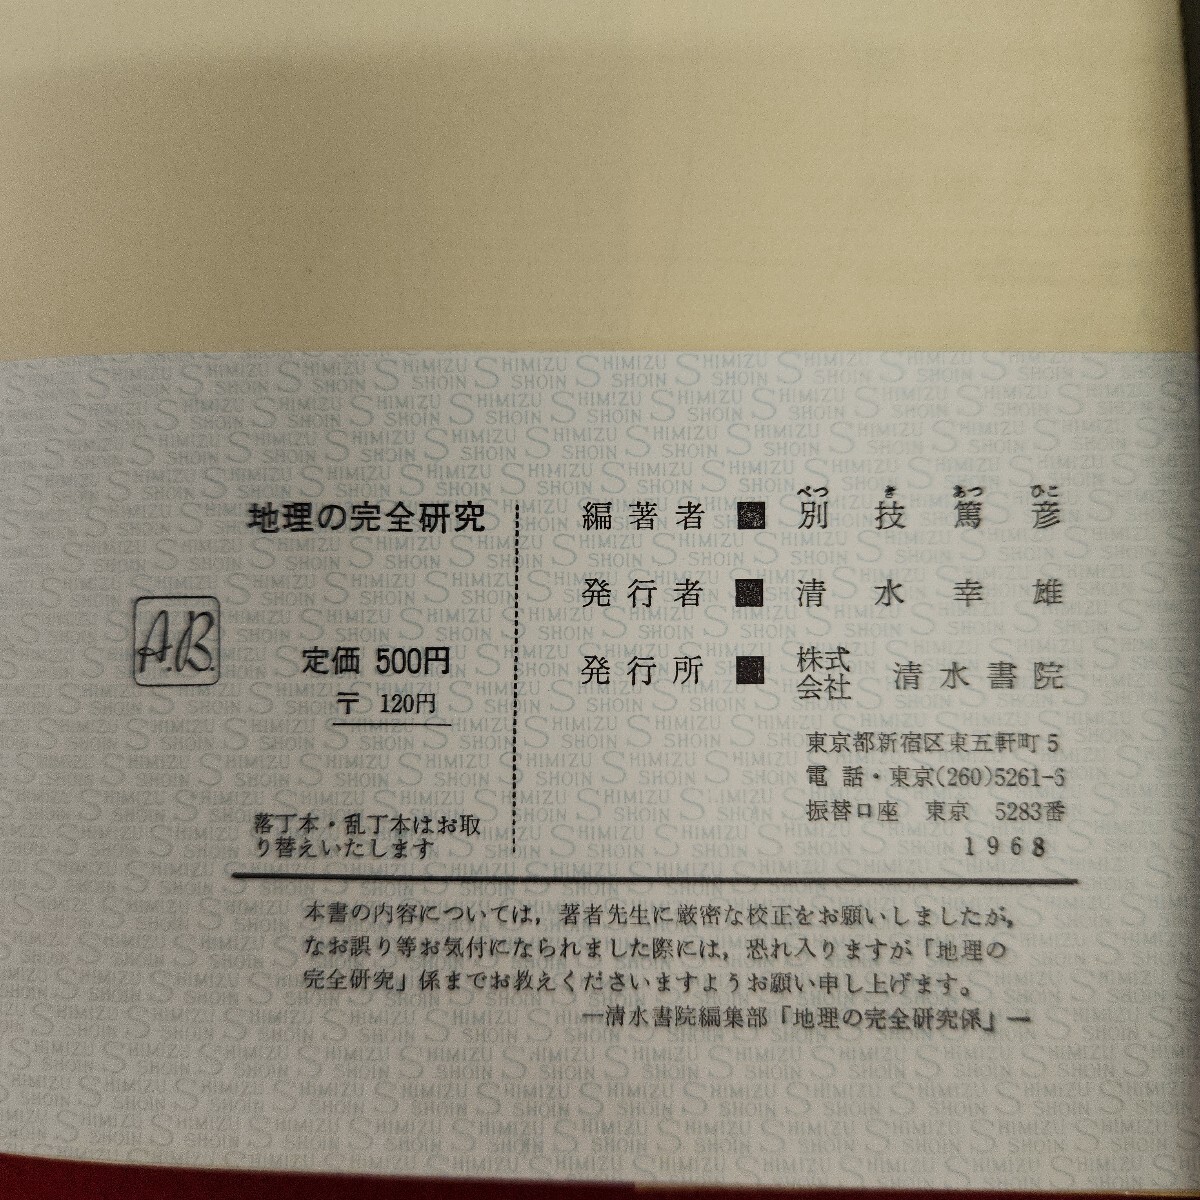 地理の完全研究
A.B.
定価 500円
〒 120円
落丁本・乱丁本はお取
り替えいたします
べつ き あつ ひこ
編著者 ■ 別技篤彦
発行者 ■ 清水幸雄
発行所 ■ 株式会社 清水書院
東京都新宿区東五軒町5
電話・東京(260)5261-6
振替口座 東京 5283番
1968
本書の内容については，著者先生に厳密な校正をお願いしましたが，
なお誤り等お気付になられました際には，恐れ入りますが「地理の
完全研究」係までお教えくださいますようお願い申し上げます。
―清水書院編集部「地理の完全研究係」―
SHIMIZU SHOIN